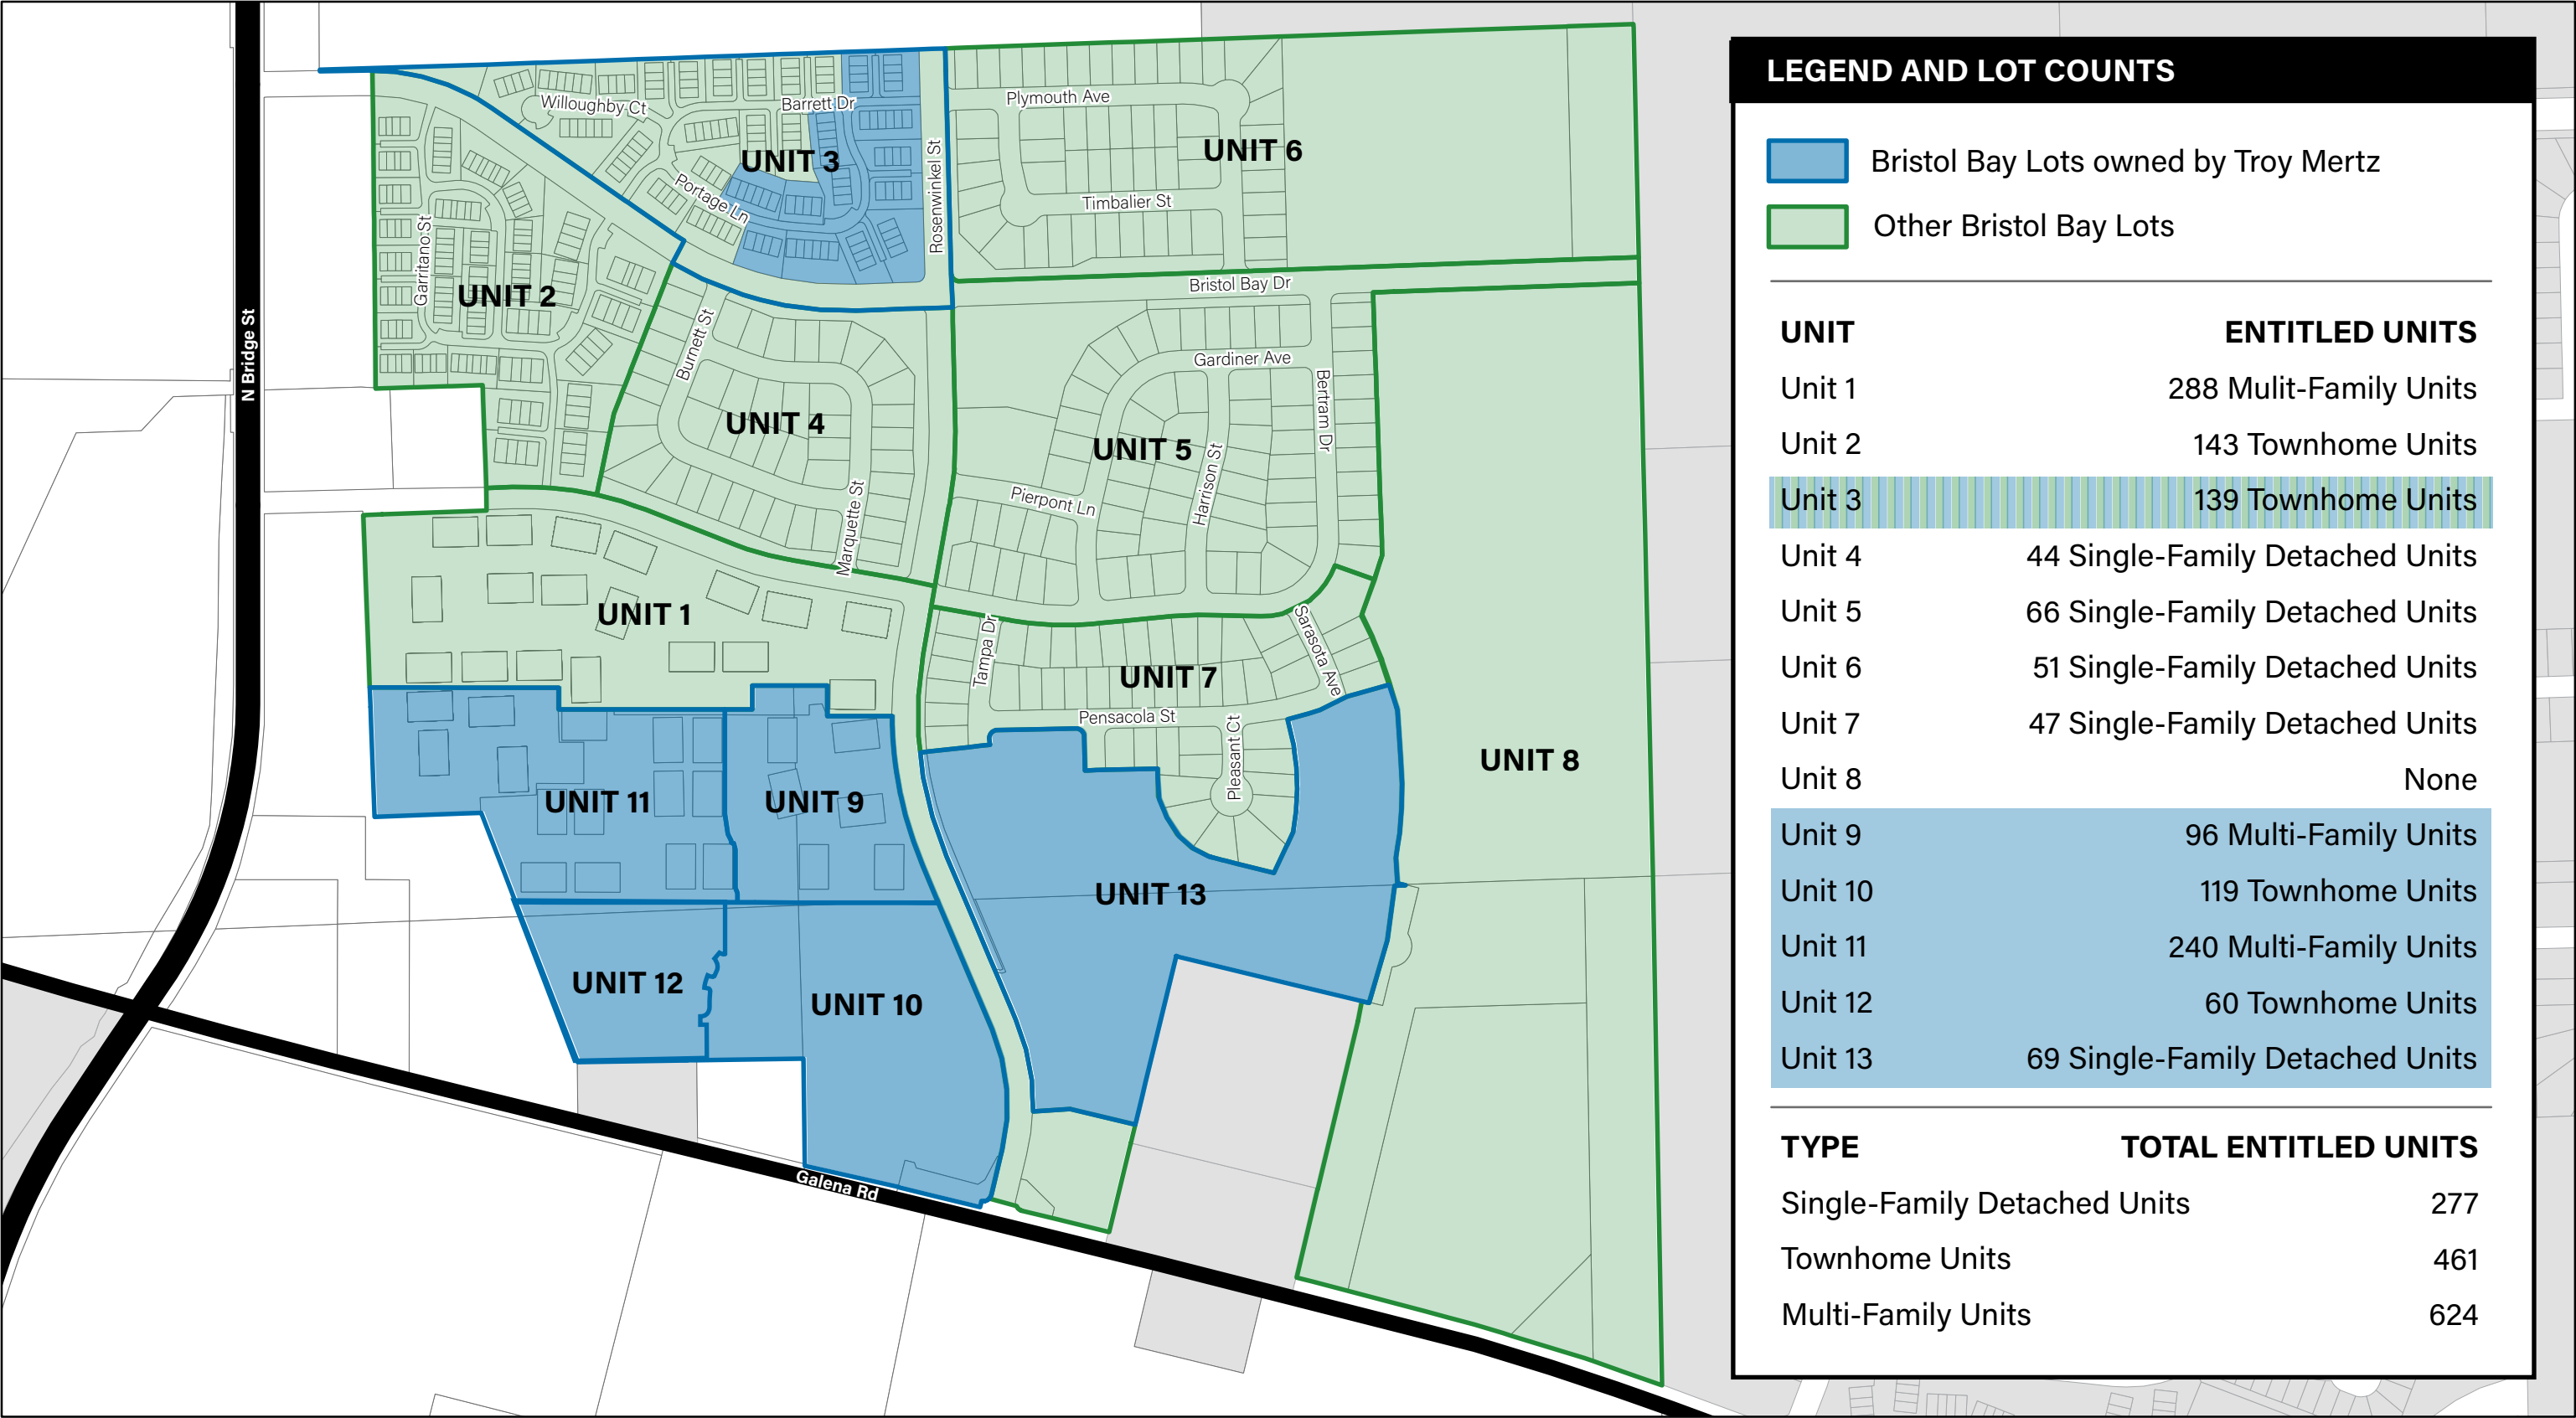 LEGEND AND LOT COUNTS
Bristol Bay Lots owned by Troy Mertz
Other Bristol Bay Lots
UNIT ENTITLED UNITS
Unit 1 288 Mulit-Family Units
Unit 2 143 Townhome Units
Unit 3 139 Townhome Units
Unit 4 44 Single-Family Detached Units
Unit 5 66 Single-Family Detached Units
Unit 6 51 Single-Family Detached Units
Unit 7 47 Single-Family Detached Units
Unit 8 None
Unit 9 96 Multi-Family Units
Unit 10 119 Townhome Units
Unit 11 240 Multi-Family Units
Unit 12 60 Townhome Units
Unit 13 69 Single-Family Detached Units
TYPE TOTAL ENTITLED UNITS
Single-Family Detached Units 277
Townhome Units 461
Multi-Family Units 624
N Bridge St
Galena Rd
Willoughby Ct
Barrett Dr
UNIT 3
Portage Ln
Rosenwinkel St
Plymouth Ave
UNIT 6
Timbalier St
Garritano St
UNIT 2
Bristol Bay Dr
Burnett St
UNIT 4
Marquette St
Gardiner Ave
Bertram Dr
UNIT 5
Harrison St
Pierpont Ln
UNIT 1
Tampa Dr
UNIT 7
Sarasota Ave
Pensacola St
Pleasant Ct
UNIT 8
UNIT 11
UNIT 9
UNIT 13
UNIT 12
UNIT 10